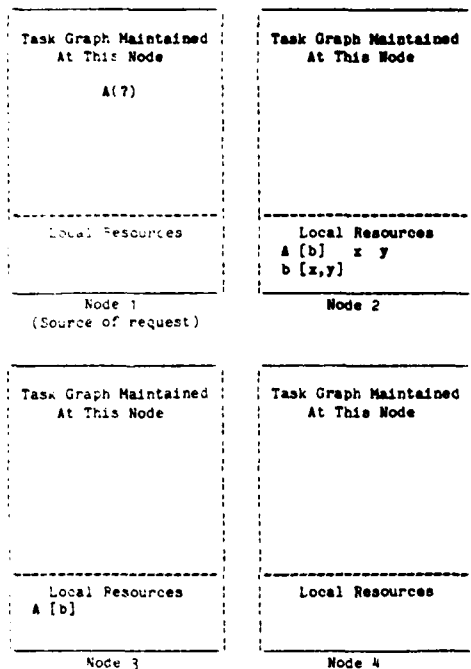 Task Graph Maintained
At This Node
A(?)
Local Resources
Node 1
(Source of request)
Task Graph Maintained
At This Node
Local Resources
A [b] x y
b [x,y]
Node 2
Task Graph Maintained
At This Node
Local Resources
A [b]
Node 3
Task Graph Maintained
At This Node
Local Resources
Node 4